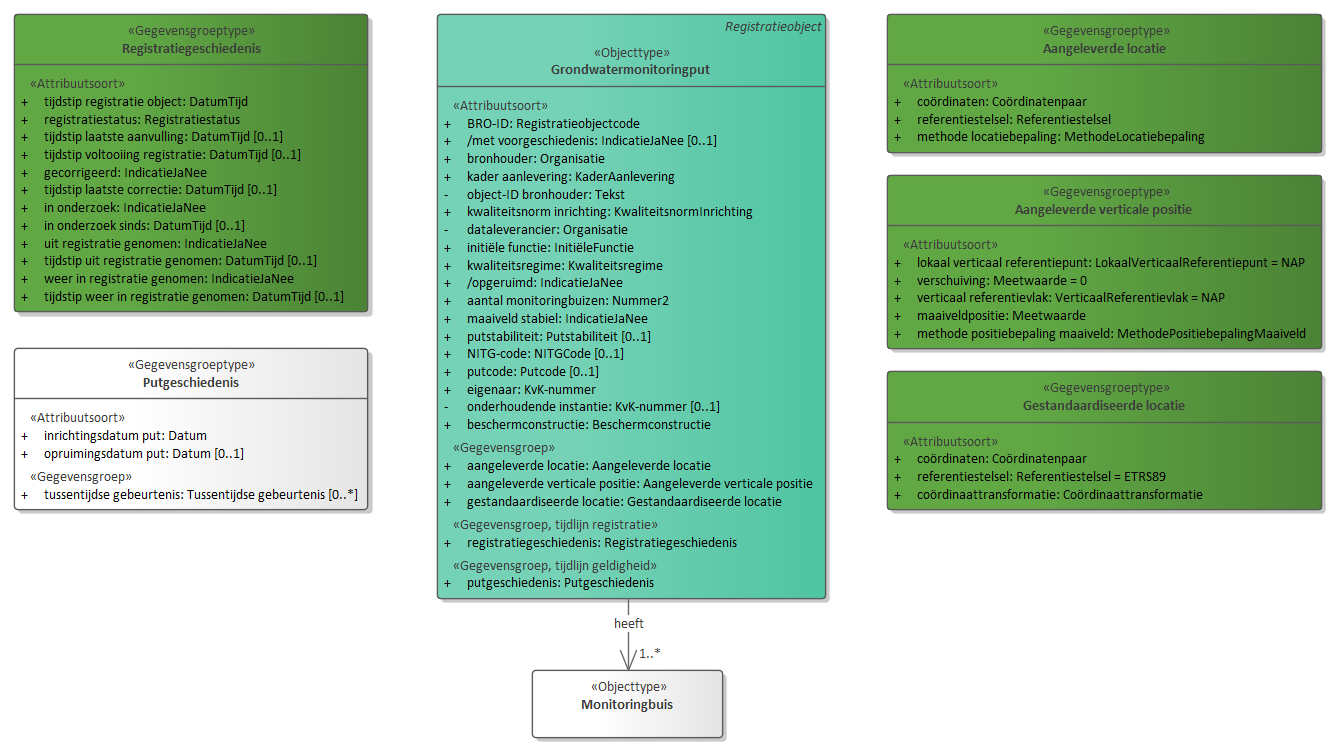 «Gegevensgroeptype»
Registratiegeschiedenis
«Attribuutsoort»
+ tijdstip registratie object: DatumTijd
+ registratiestatus: Registratiestatus
+ tijdstip laatste aanvulling: DatumTijd [0..1]
+ tijdstip voltooiing registratie: DatumTijd [0..1]
+ gecorrigeerd: IndicatieJaNee
+ tijdstip laatste correctie: DatumTijd [0..1]
+ in onderzoek: IndicatieJaNee
+ in onderzoek sinds: DatumTijd [0..1]
+ uit registratie genomen: IndicatieJaNee
+ tijdstip uit registratie genomen: DatumTijd [0..1]
+ weer in registratie genomen: IndicatieJaNee
+ tijdstip weer in registratie genomen: DatumTijd [0..1]
«Gegevensgroeptype»
Putgeschiedenis
«Attribuutsoort»
+ inrichtingsdatum put: Datum
+ opruimingsdatum put: Datum [0..1]
«Gegevensgroep»
+ tussentijdse gebeurtenis: Tussentijdse gebeurtenis [0..*]
Registratieobject
«Objecttype»
Grondwatermonitoringput
«Attribuutsoort»
+ BRO-ID: Registratieobjectcode
+ /met voorgeschiedenis: IndicatieJaNee [0..1]
+ bronhouder: Organisatie
+ kader aanlevering: KaderAanlevering
- object-ID bronhouder: Tekst
+ kwaliteitsnorm inrichting: KwaliteitsnormInrichting
- dataleverancier: Organisatie
+ initiële functie: InitiëleFunctie
+ kwaliteitsregime: Kwaliteitsregime
+ /opgeruimd: IndicatieJaNee
+ aantal monitoringbuizen: Nummer2
+ maaiveld stabiel: IndicatieJaNee
+ putstabiliteit: Putstabiliteit [0..1]
+ NITG-code: NITGCode [0..1]
+ putcode: Putcode [0..1]
+ eigenaar: KvK-nummer
- onderhoudende instantie: KvK-nummer [0..1]
+ beschermconstructie: Beschermconstructie
«Gegevensgroep»
+ aangeleverde locatie: Aangeleverde locatie
+ aangeleverde verticale positie: Aangeleverde verticale positie
+ gestandaardiseerde locatie: Gestandaardiseerde locatie
«Gegevensgroep, tijdlijn registratie»
+ registratiegeschiedenis: Registratiegeschiedenis
«Gegevensgroep, tijdlijn geldigheid»
+ putgeschiedenis: Putgeschiedenis
heeft
1..*
«Objecttype»
Monitoringbuis
«Gegevensgroeptype»
Aangeleverde locatie
«Attribuutsoort»
+ coördinaten: Coördinatenpaar
+ referentiestelsel: Referentiestelsel
+ methode locatiebepaling: MethodeLocatiebepaling
«Gegevensgroeptype»
Aangeleverde verticale positie
«Attribuutsoort»
+ lokaal verticaal referentiepunt: LokaalVerticaalReferentiepunt = NAP
+ verschuiving: Meetwaarde = 0
+ verticaal referentievlak: VerticaalReferentievlak = NAP
+ maaiveldpositie: Meetwaarde
+ methode positiebepaling maaiveld: MethodePositiebepalingMaaiveld
«Gegevensgroeptype»
Gestandaardiseerde locatie
«Attribuutsoort»
+ coördinaten: Coördinatenpaar
+ referentiestelsel: Referentiestelsel = ETRS89
+ coördinaattransformatie: Coördinaattransformatie